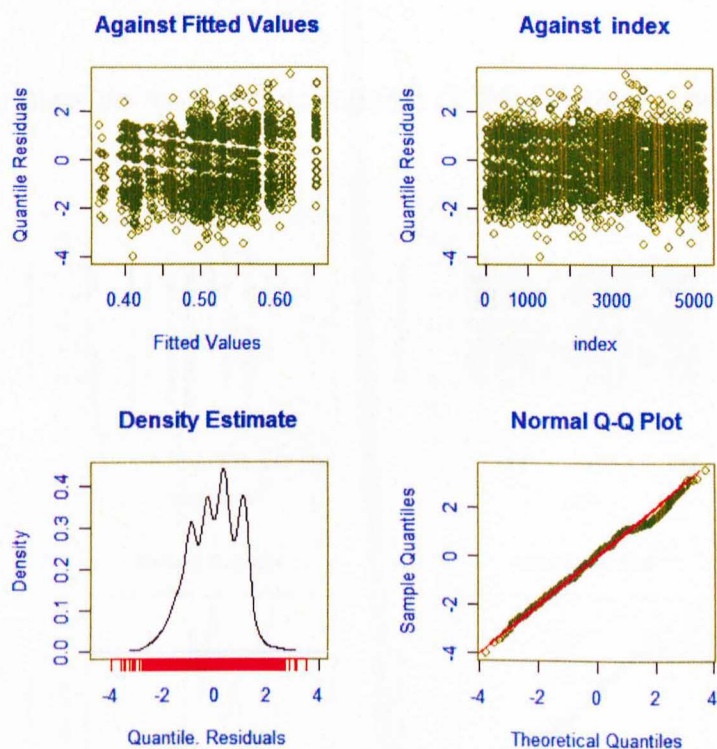 Against Fitted Values
Quantile Residuals
2
0
-2
-4
0.40 0.50 0.60
Fitted Values
Against index
Quantile Residuals
2
0
-2
-4
0 1000 3000 5000
index
Density Estimate
Density
0.4
0.3
0.2
0.1
0.0
-4 -2 0 2 4
Quantile. Residuals
Normal Q-Q Plot
Sample Quantiles
2
0
-2
-4
-4 -2 0 2 4
Theoretical Quantiles